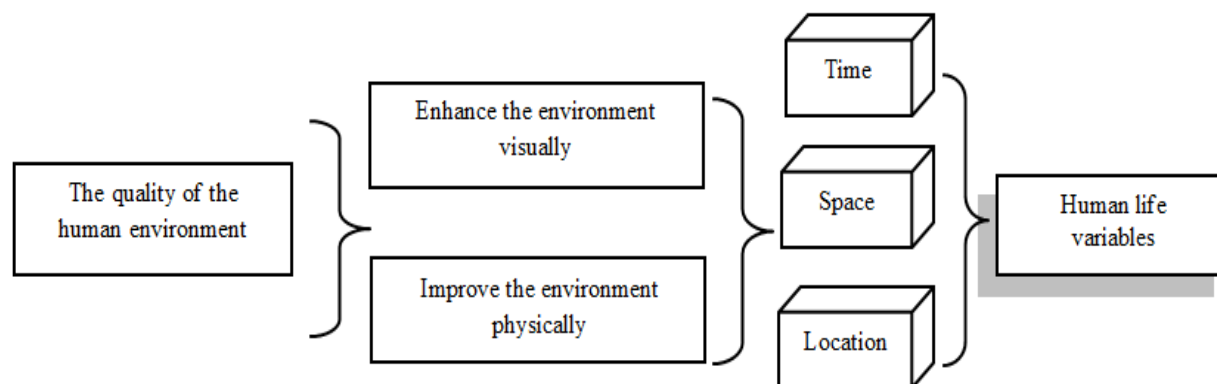 The quality of the
human environment
Enhance the environment
visually
Improve the environment
physically
Time
Space
Location
Human life
variables